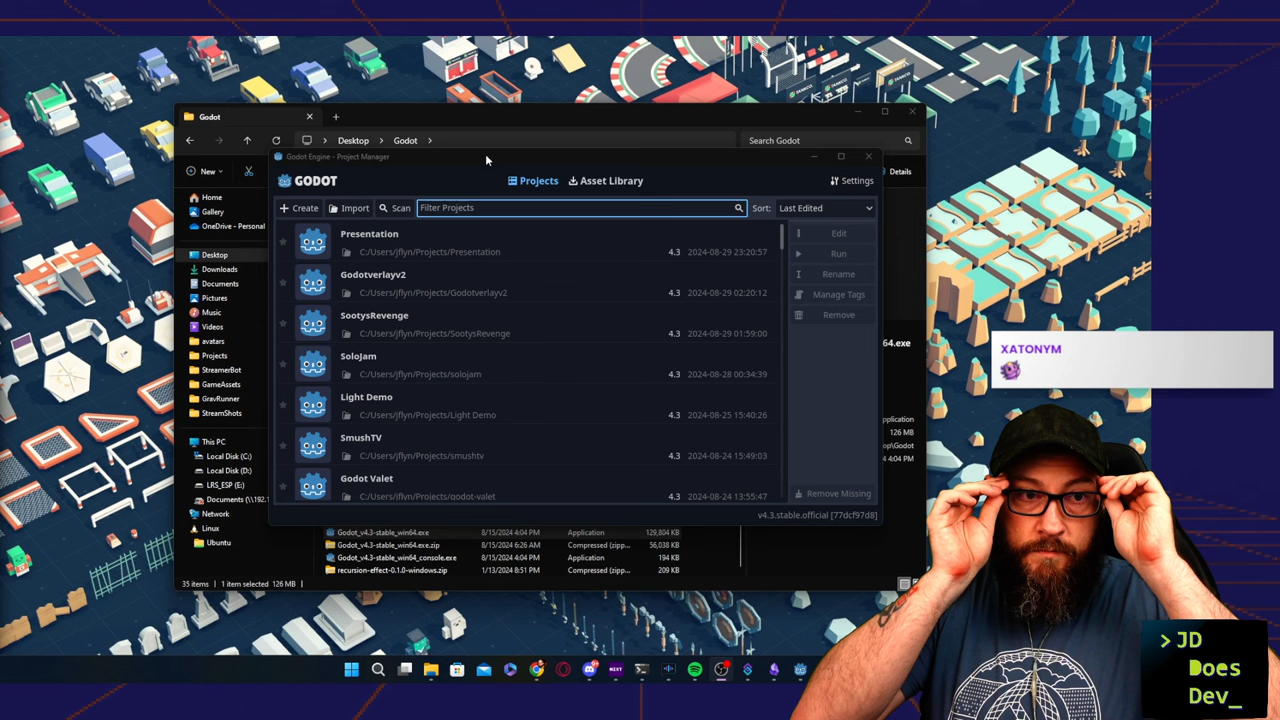 Godot
Desktop
Godot
Search Godot
New
Details
Home
Gallery
OneDrive - Personal
Desktop
Downloads
Documents
Pictures
Music
Videos
avatars
Projects
StreamerBot
GameAssets
GravRunner
StreamShots
This PC
Local Disk (C:)
Local Disk (D:)
LRS_ESP (E:)
Documents (\\192.
Network
Linux
Ubuntu
Godot Engine - Project Manager
GODOT
Projects
Asset Library
Settings
Create
Import
Scan
Filter Projects
Sort:
Last Edited
Presentation
C:/Users/jflyn/Projects/Presentation 4.3 2024-08-29 23:20:57
Godotverlayv2
C:/Users/jflyn/Projects/Godotverlayv2 4.3 2024-08-29 02:20:12
SootysRevenge
C:/Users/jflyn/Projects/SootysRevenge 4.3 2024-08-29 01:59:00
SoloJam
C:/Users/jflyn/Projects/solojam 4.3 2024-08-28 00:34:39
Light Demo
C:/Users/jflyn/Projects/Light Demo 4.3 2024-08-25 15:40:26
SmushTV
C:/Users/jflyn/Projects/smushtv 4.3 2024-08-24 15:49:03
Godot Valet
C:/Users/jflyn/Projects/godot-valet 4.3 2024-08-24 13:55:47
Edit
Run
Rename
Manage Tags
Remove
Remove Missing
v4.3.stable.official [77dcf97d8]
64.exe
pplication
126 MB
op\Godot
4 4:04 PM
Godot_v4.3-stable_win64.exe 8/15/2024 4:04 PM Application 129,804 KB
Godot_v4.3-stable_win64.exe.zip 8/15/2024 6:26 AM Compressed (zipp... 56,038 KB
Godot_v4.3-stable_win64_console.exe 8/15/2024 4:04 PM Application 194 KB
recursion-effect-0.1.0-windows.zip 1/13/2024 8:51 PM Compressed (zipp... 209 KB
35 items 1 item selected 126 MB
XATONYM
NEXT
> JD
Does
Dev_